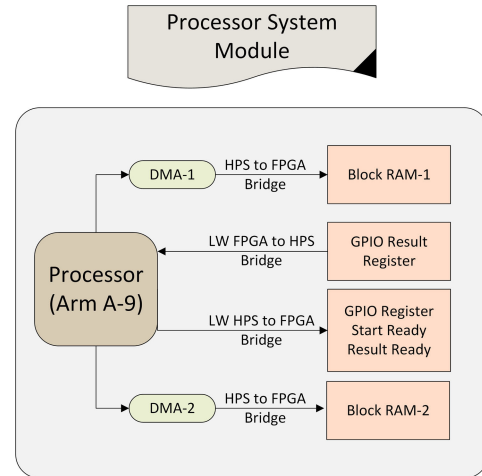 Processor System
Module
DMA-1
HPS to FPGA
Bridge
Block RAM-1
LW FPGA to HPS
Bridge
GPIO Result
Register
Processor
(Arm A-9)
LW HPS to FPGA
Bridge
GPIO Register
Start Ready
Result Ready
DMA-2
HPS to FPGA
Bridge
Block RAM-2